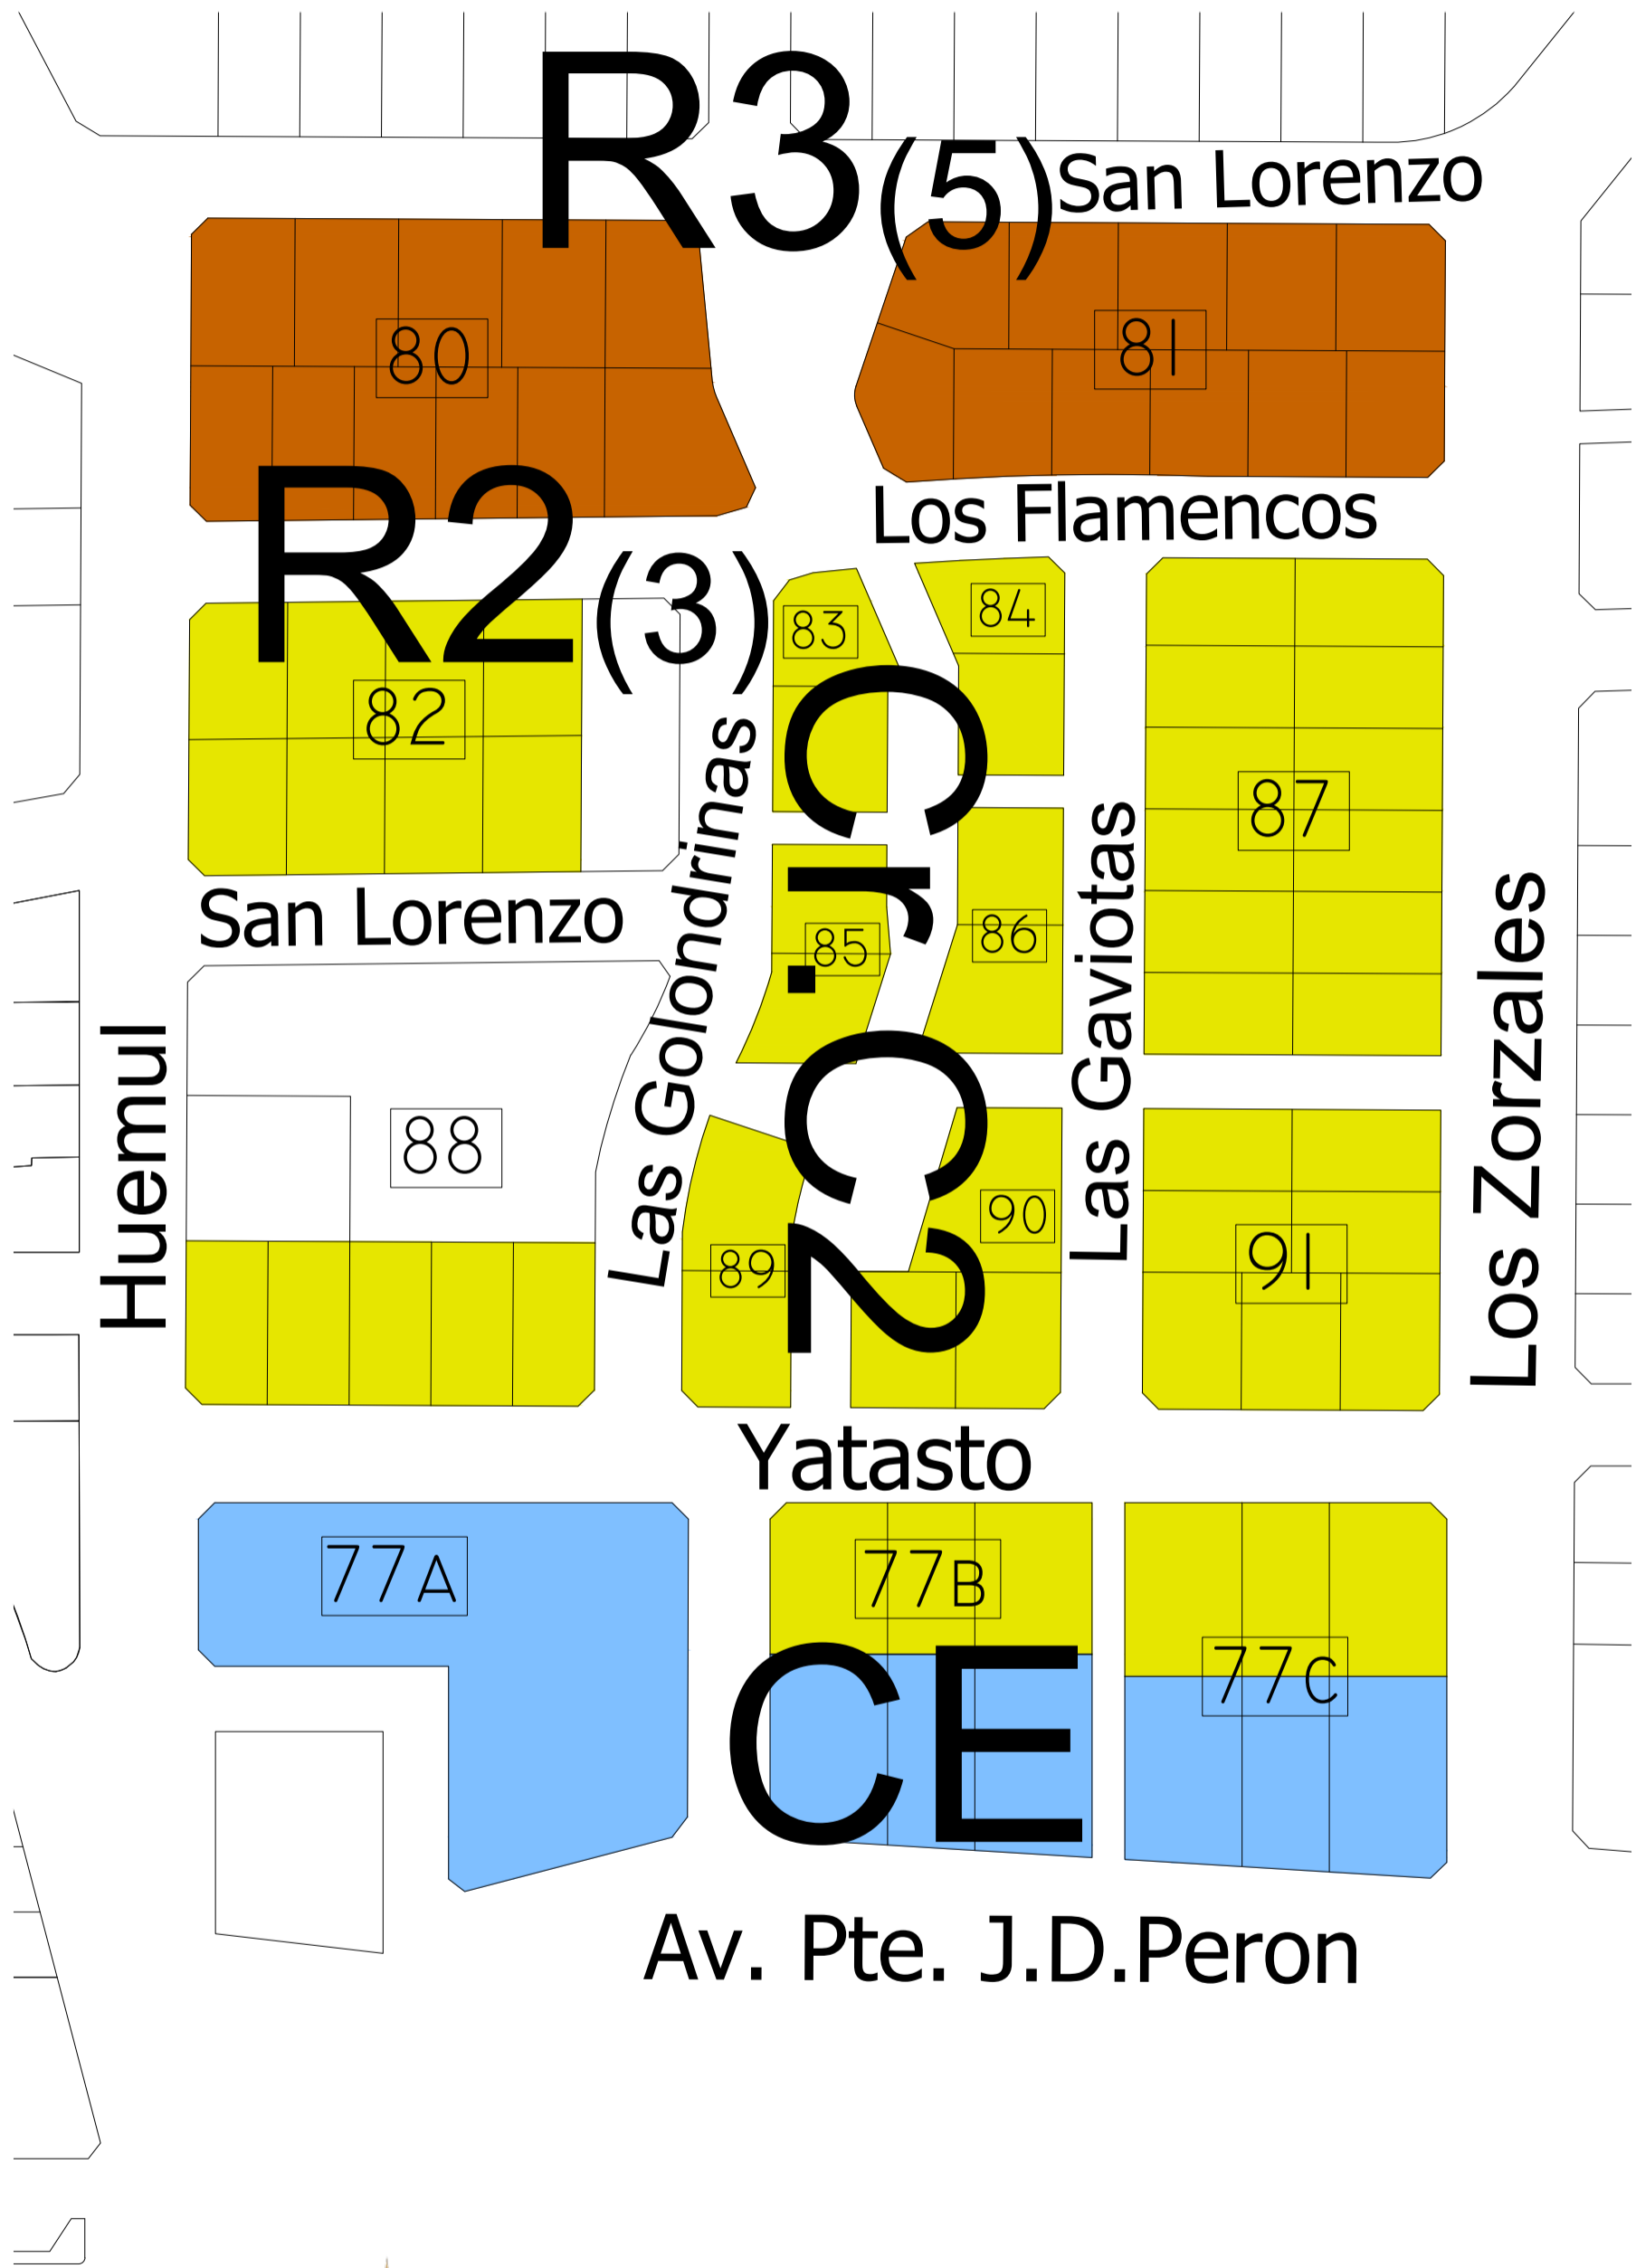 R3(5)
San Lorenzo
80
81
R2(3)
Los Flamencos
82
83
84
87
C.r. C2
San Lorenzo
85
86
Las Golondrinas
Las Gaviotas
Los Zorzales
Huemul
88
89
90
91
Yatasto
77A
77B
77C
CE
Av. Pte. J.D.Peron